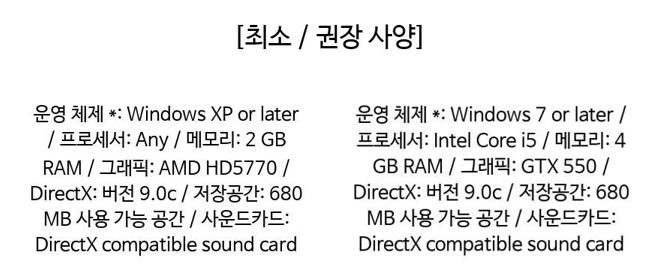 [최소 / 권장 사양]
운영 체제 *: Windows XP or later
/ 프로세서: Any / 메모리: 2 GB
RAM / 그래픽: AMD HD5770 /
DirectX: 버전 9.0c / 저장공간: 680
MB 사용 가능 공간 / 사운드카드:
DirectX compatible sound card
운영 체제 *: Windows 7 or later /
프로세서: Intel Core i5 / 메모리: 4
GB RAM / 그래픽: GTX 550 /
DirectX: 버전 9.0c / 저장공간: 680
MB 사용 가능 공간 / 사운드카드:
DirectX compatible sound card